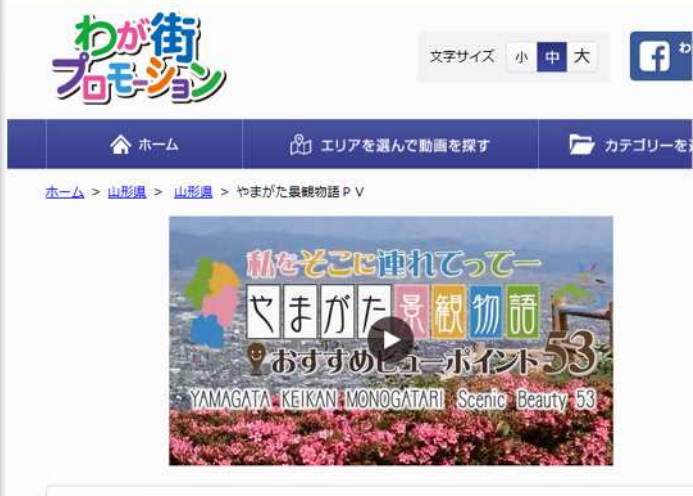 わが街
プロモーション
文字サイズ 小 中 大
ホーム エリアを選んで動画を探す カテゴリーを
ホーム > 山形県 > 山形県 > やまがた景観物語ＰＶ
私をそこに連れてってー
やまがた景観物語
おすすめビューポイント53
YAMAGATA KEIKAN MONOGATARI Scenic Beauty 53